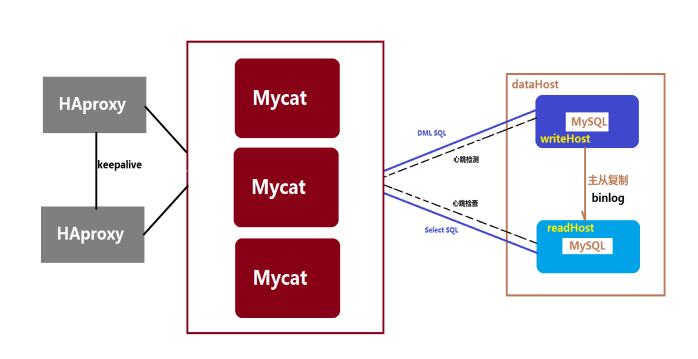 HAproxy
keepalive
HAproxy
Mycat
Mycat
Mycat
DML SQL
心跳检测
心跳检查
Select SQL
dataHost
MySQL
writeHost
主从复制
binlog
readHost
MySQL